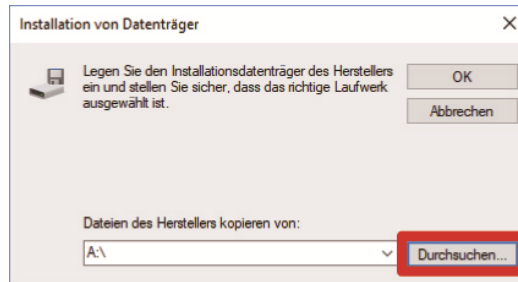 Installation von Datenträger
Legen Sie den Installationsdatenträger des Herstellers
ein und stellen Sie sicher, dass das richtige Laufwerk
ausgewählt ist.
OK
Abbrechen
Dateien des Herstellers kopieren von:
A:\
Durchsuchen...